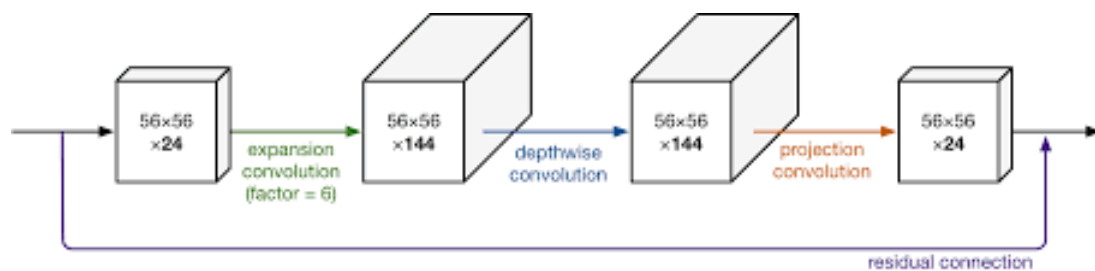 56×56
×24
expansion
convolution
(factor = 6)
56×56
×144
depthwise
convolution
56×56
×144
projection
convolution
56×56
×24
residual connection